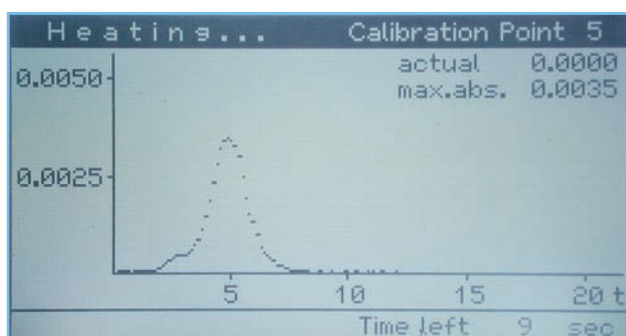 Heating... Calibration Point 5
actual 0.0000
0.0050
max.abs. 0.0035
0.0025
5 10 15 20 t
Time left 9 sec